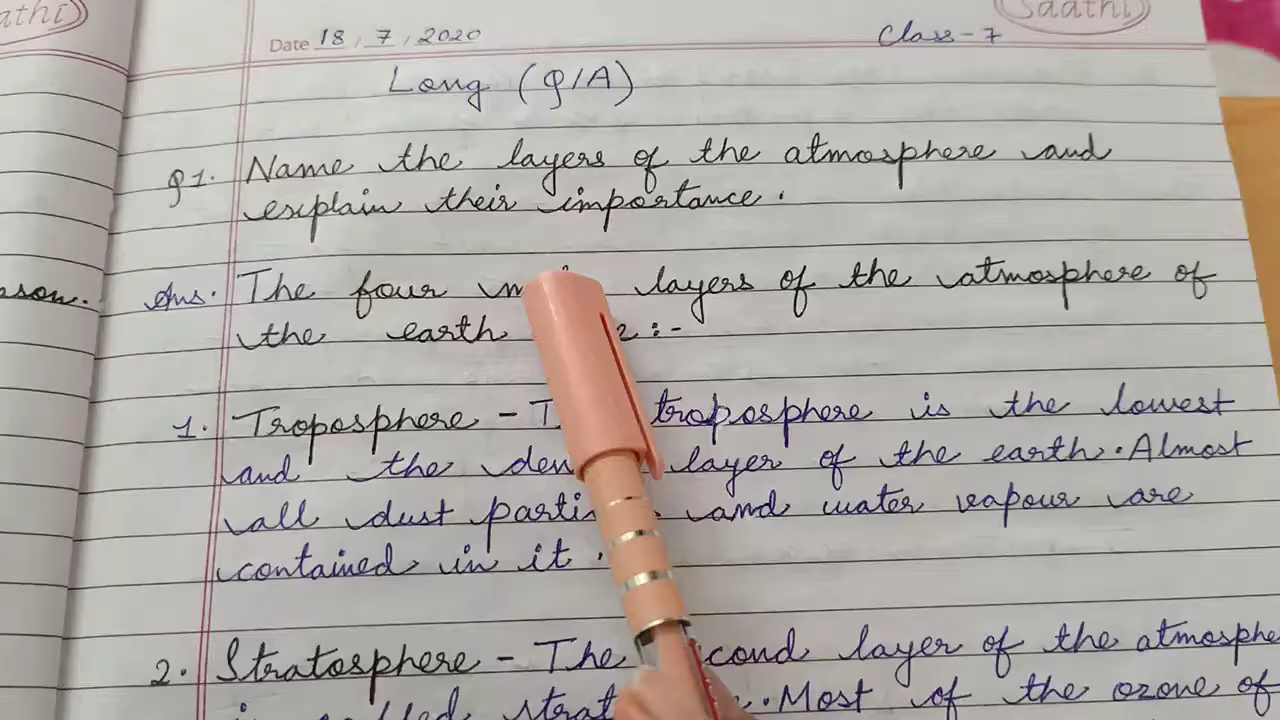 Saathi
Date 18, 7, 2020 Class-7
Long (Q/A)
Q1. Name the layers of the atmosphere and
explain their importance.
Ans. The four layers of the atmosphere of
the earth :-
1. Troposphere - troposphere is the lowest
and the layer of the earth. Almost
all dust and water vapour are
contained in it.
2. Stratosphere - The layer of the
Most of the ozone of